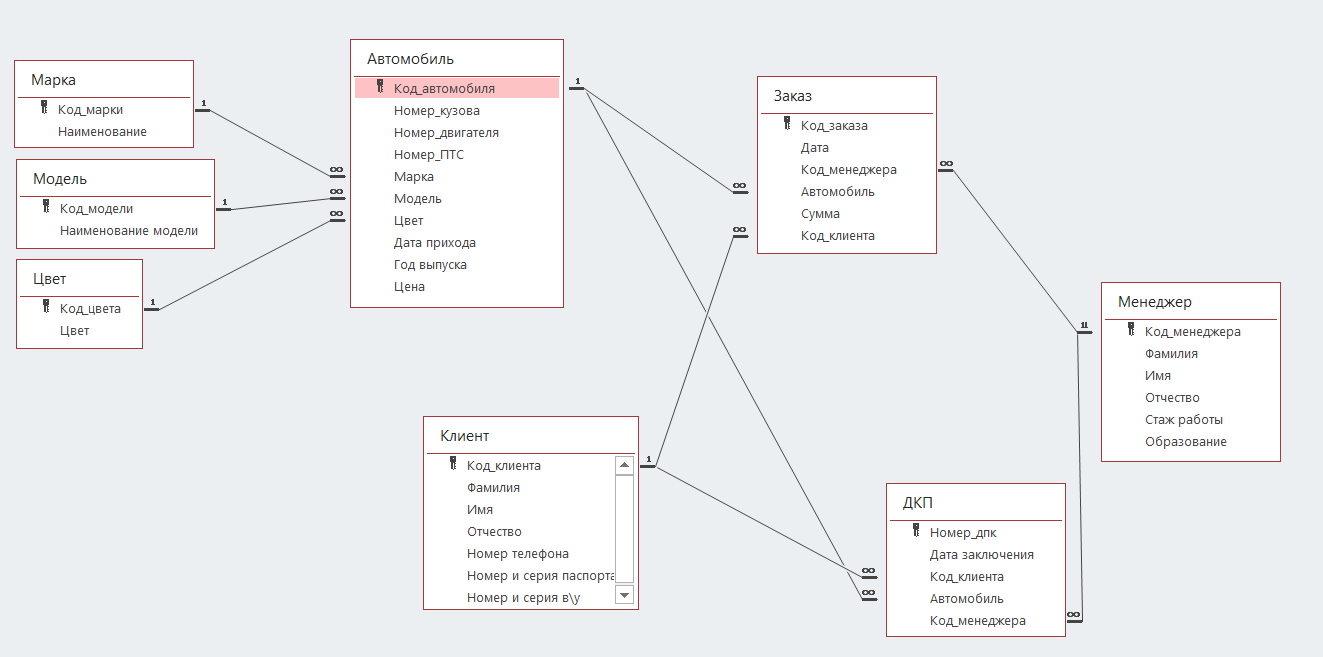 Марка
Код_марки
Наименование
Модель
Код_модели
Наименование модели
Цвет
Код_цвета
Цвет
Автомобиль
Код_автомобиля
Номер_кузова
Номер_двигателя
Номер_ПТС
Марка
Модель
Цвет
Дата прихода
Год выпуска
Цена
Заказ
Код_заказа
Дата
Код_менеджера
Автомобиль
Сумма
Код_клиента
Менеджер
Код_менеджера
Фамилия
Имя
Отчество
Стаж работы
Образование
Клиент
Код_клиента
Фамилия
Имя
Отчество
Номер телефона
Номер и серия паспорта
Номер и серия в\у
ДКП
Номер_дпк
Дата заключения
Код_клиента
Автомобиль
Код_менеджера
1
∞
1
∞
1
∞
1
∞
∞
∞
1
11
∞
∞
∞